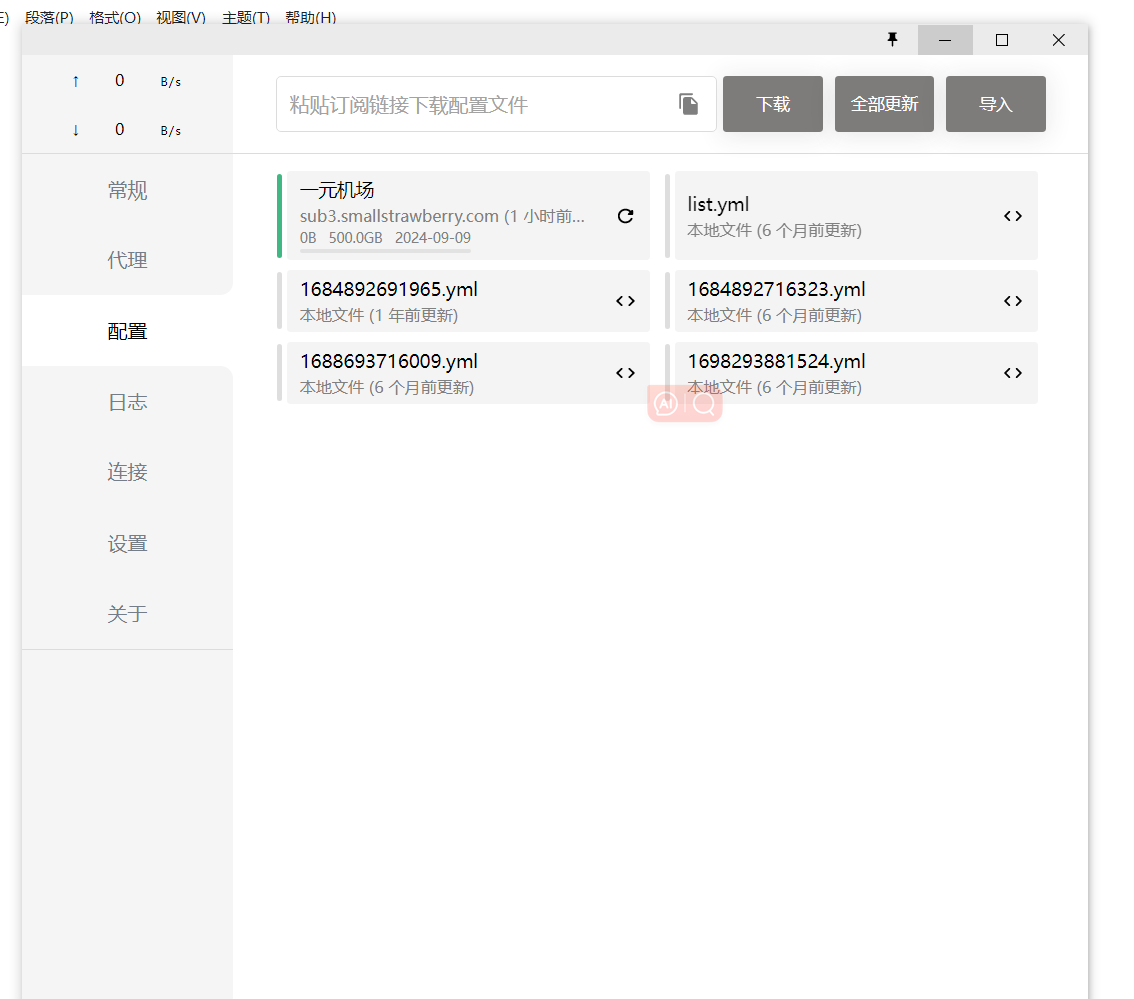 E) 段落(P) 格式(O) 视图(V) 主题(T) 帮助(H)
↑ 0 B/s
↓ 0 B/s
粘贴订阅链接下载配置文件
下载
全部更新
导入
常规
代理
配置
日志
连接
设置
关于
一元机场
sub3.smallstrawberry.com (1 小时前...
0B 500.0GB 2024-09-09
list.yml
本地文件 (6 个月前更新)
1684892691965.yml
本地文件 (1 年前更新)
1684892716323.yml
本地文件 (6 个月前更新)
1688693716009.yml
本地文件 (6 个月前更新)
1698293881524.yml
本地文件 (6 个月前更新)
AI